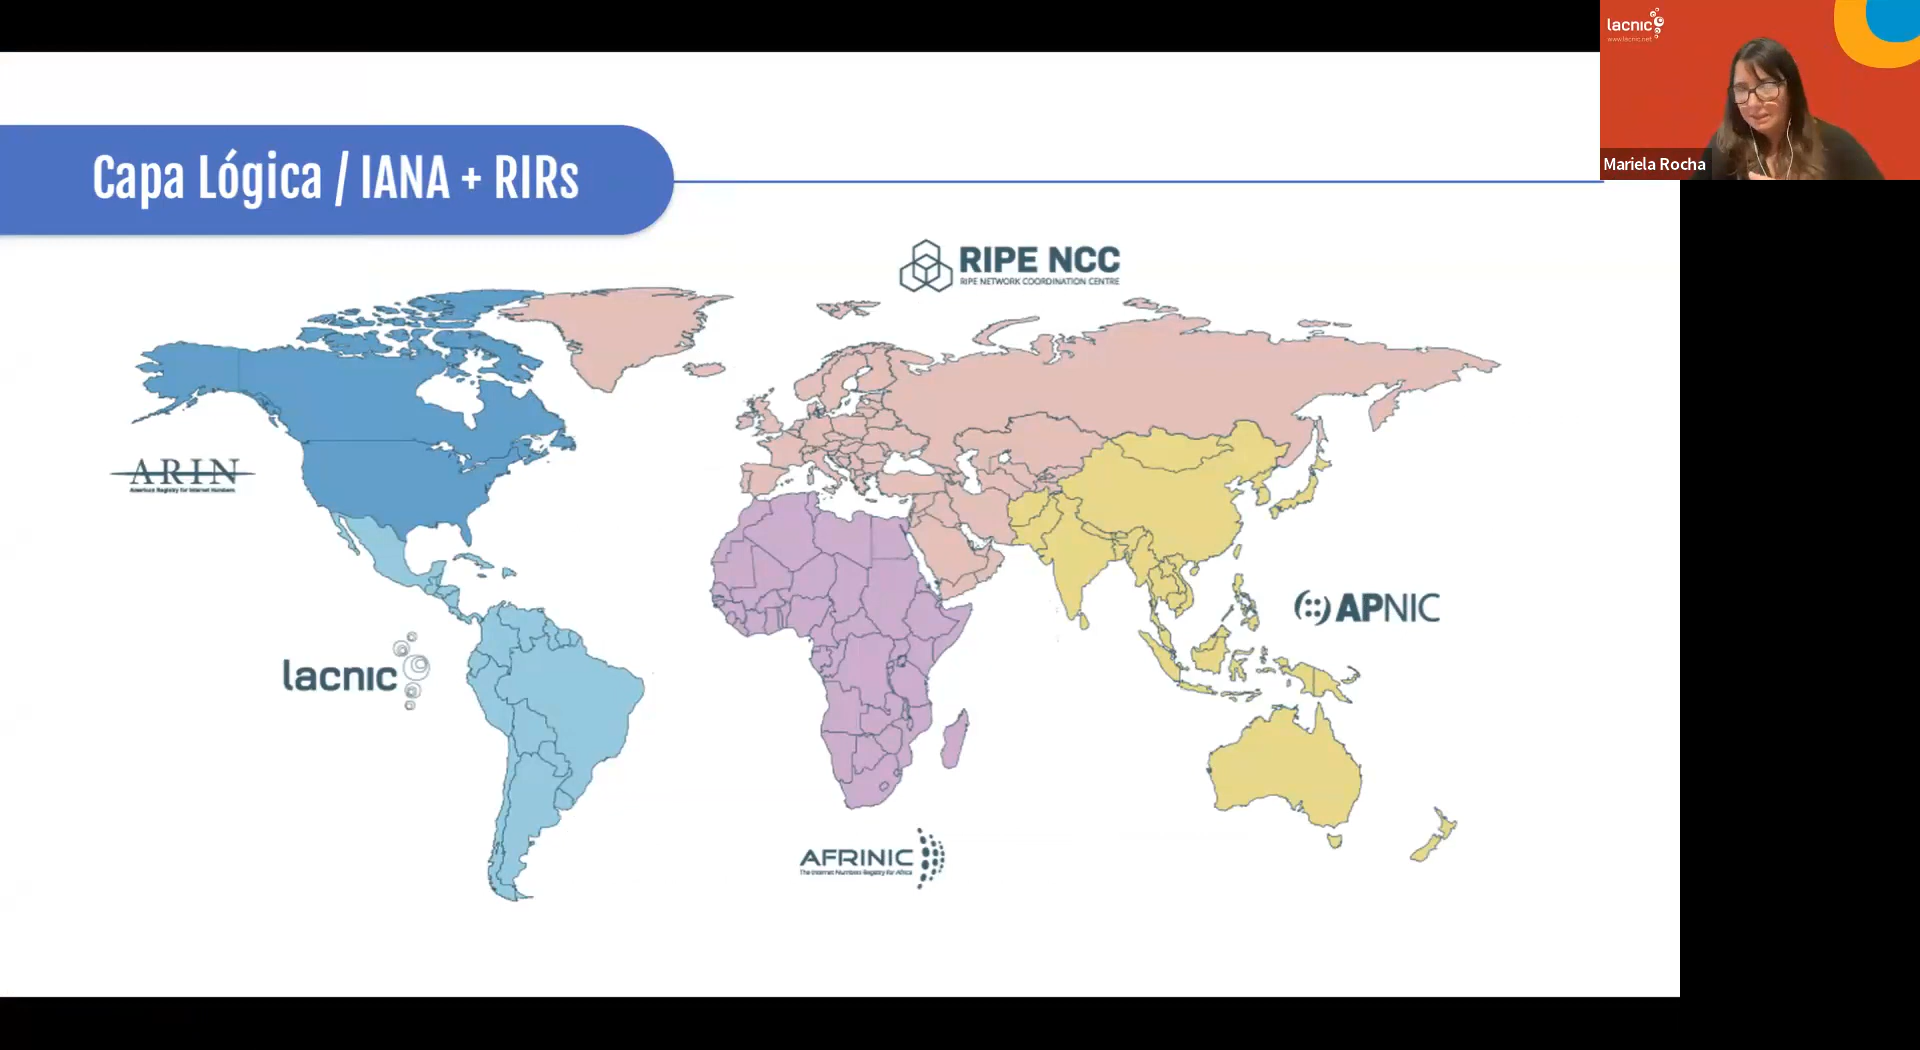 lacnic
www.lacnic.net
Mariela Rocha
Capa Lógica / IANA + RIRs
RIPE NCC
RIPE NETWORK COORDINATION CENTRE
ARIN
American Registry for Internet Numbers
APNIC
lacnic
AFRINIC
The Internet Numbers Registry for Africa